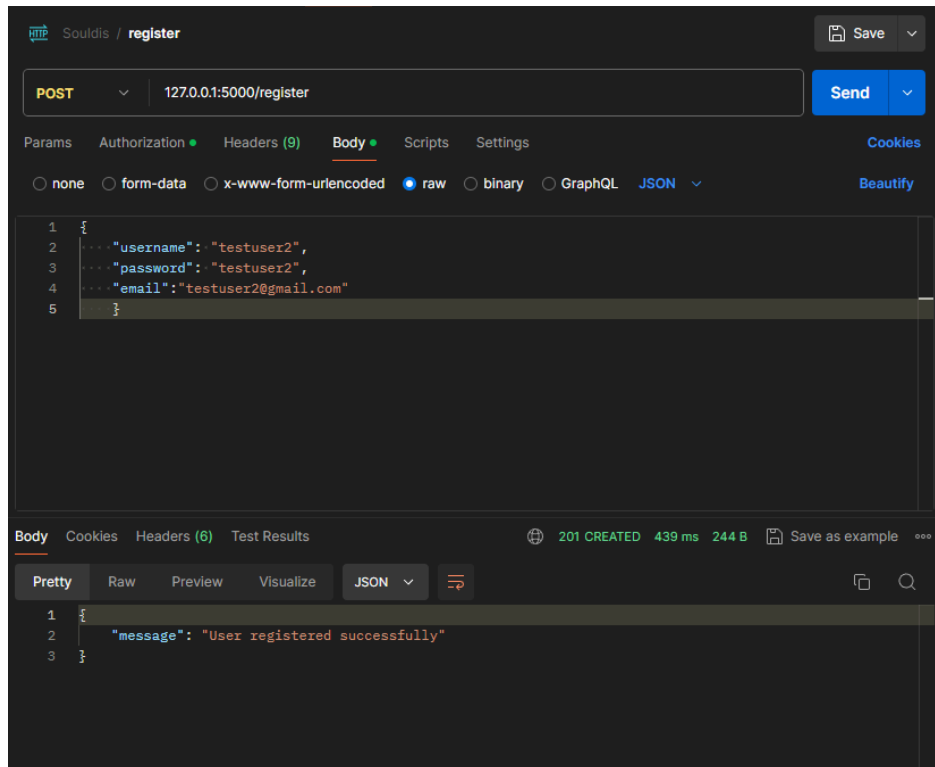 HTTP Souldis / register Save
POST 127.0.0.1:5000/register Send
Params Authorization Headers (9) Body Scripts Settings Cookies
none form-data x-www-form-urlencoded raw binary GraphQL JSON Beautify
1 {
2 ····"username":·"testuser2",
3 ····"password":·"testuser2",
4 ····"email":"testuser2@gmail.com"
5 ····}
Body Cookies Headers (6) Test Results 201 CREATED 439 ms 244 B Save as example
Pretty Raw Preview Visualize JSON
1 {
2 "message": "User registered successfully"
3 }